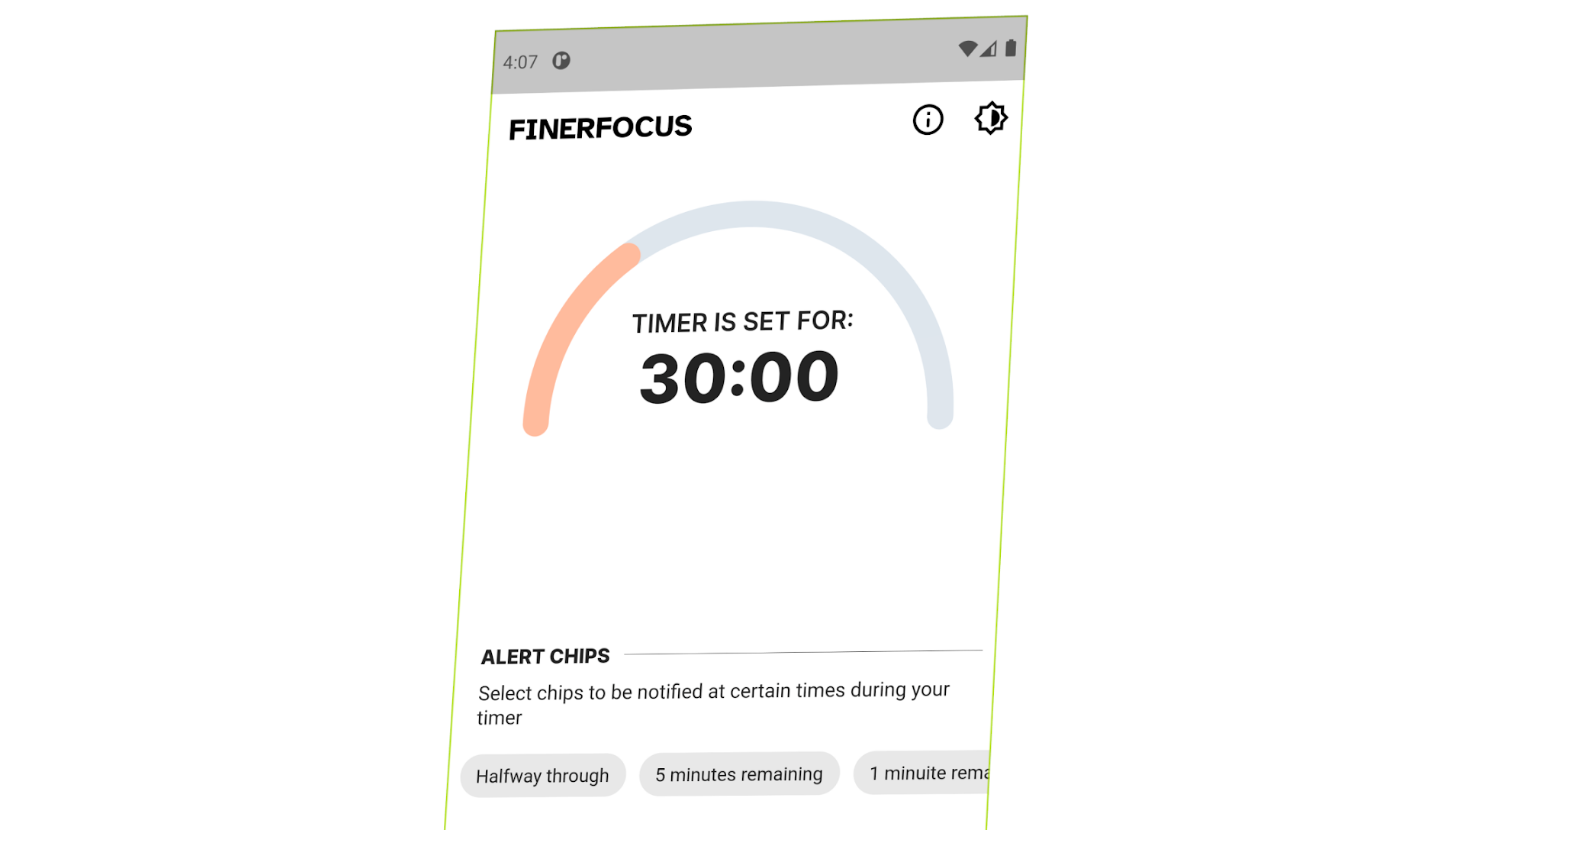 4:07
FINERFOCUS
TIMER IS SET FOR:
30:00
ALERT CHIPS
Select chips to be notified at certain times during your
timer
Halfway through
5 minutes remaining
1 minuite rema